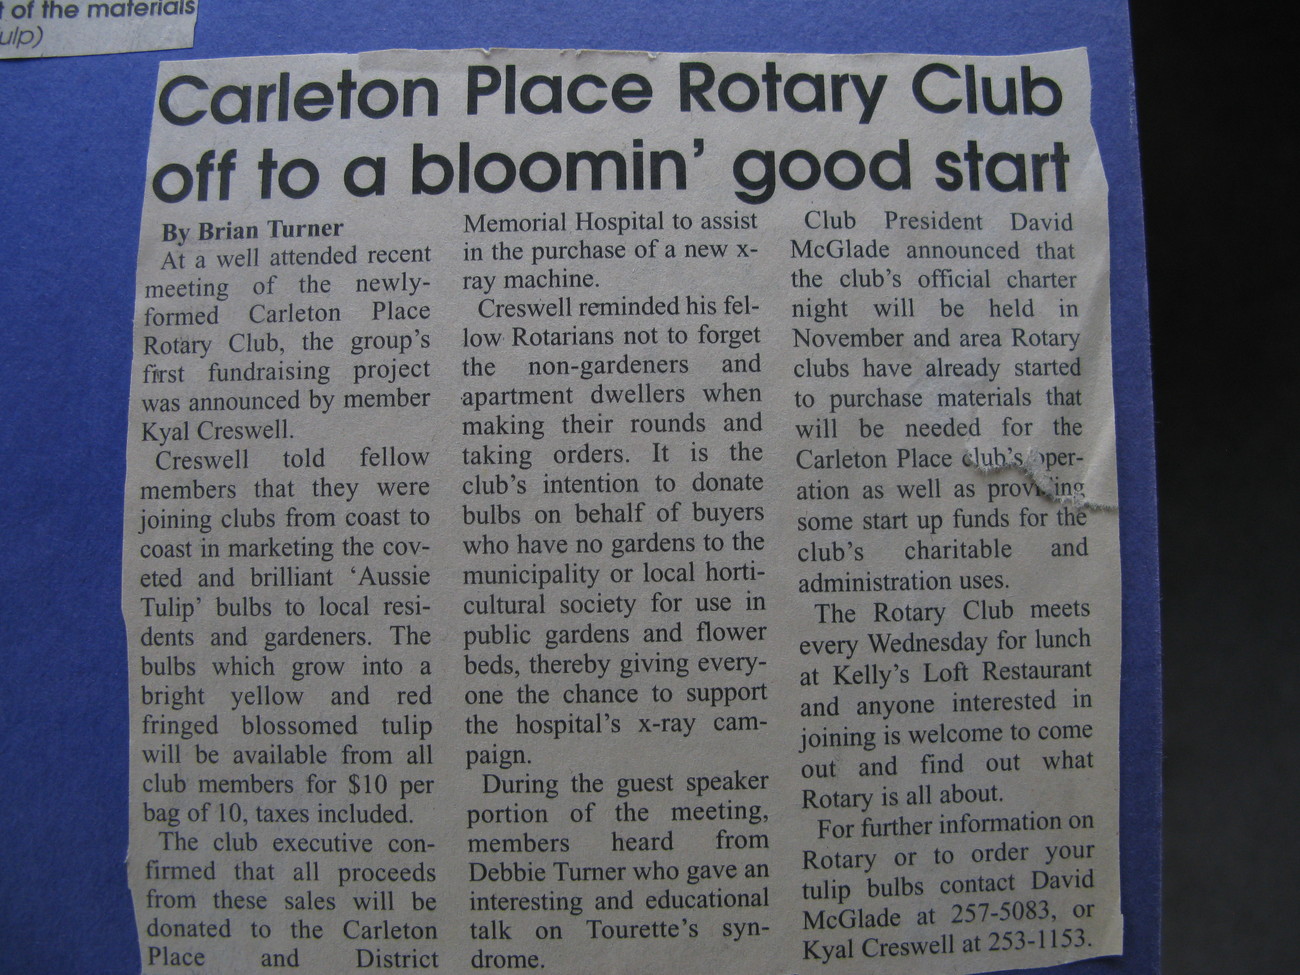 t of the materials
ulp)
Carleton Place Rotary Club
off to a bloomin' good start
By Brian Turner
At a well attended recent
meeting of the newly-
formed Carleton Place
Rotary Club, the group's
first fundraising project
was announced by member
Kyal Creswell.
Creswell told fellow
members that they were
joining clubs from coast to
coast in marketing the cov-
eted and brilliant 'Aussie
Tulip' bulbs to local resi-
dents and gardeners. The
bulbs which grow into a
bright yellow and red
fringed blossomed tulip
will be available from all
club members for $10 per
bag of 10, taxes included.
The club executive con-
firmed that all proceeds
from these sales will be
donated to the Carleton
Place and District
Memorial Hospital to assist
in the purchase of a new x-
ray machine.
Creswell reminded his fel-
low Rotarians not to forget
the non-gardeners and
apartment dwellers when
making their rounds and
taking orders. It is the
club's intention to donate
bulbs on behalf of buyers
who have no gardens to the
municipality or local horti-
cultural society for use in
public gardens and flower
beds, thereby giving every-
one the chance to support
the hospital's x-ray cam-
paign.
During the guest speaker
portion of the meeting,
members heard from
Debbie Turner who gave an
interesting and educational
talk on Tourette's syn-
drome.
Club President David
McGlade announced that
the club's official charter
night will be held in
November and area Rotary
clubs have already started
to purchase materials that
will be needed for the
Carleton Place club's oper-
ation as well as providing
some start up funds for the
club's charitable and
administration uses.
The Rotary Club meets
every Wednesday for lunch
at Kelly's Loft Restaurant
and anyone interested in
joining is welcome to come
out and find out what
Rotary is all about.
For further information on
Rotary or to order your
tulip bulbs contact David
McGlade at 257-5083, or
Kyal Creswell at 253-1153.